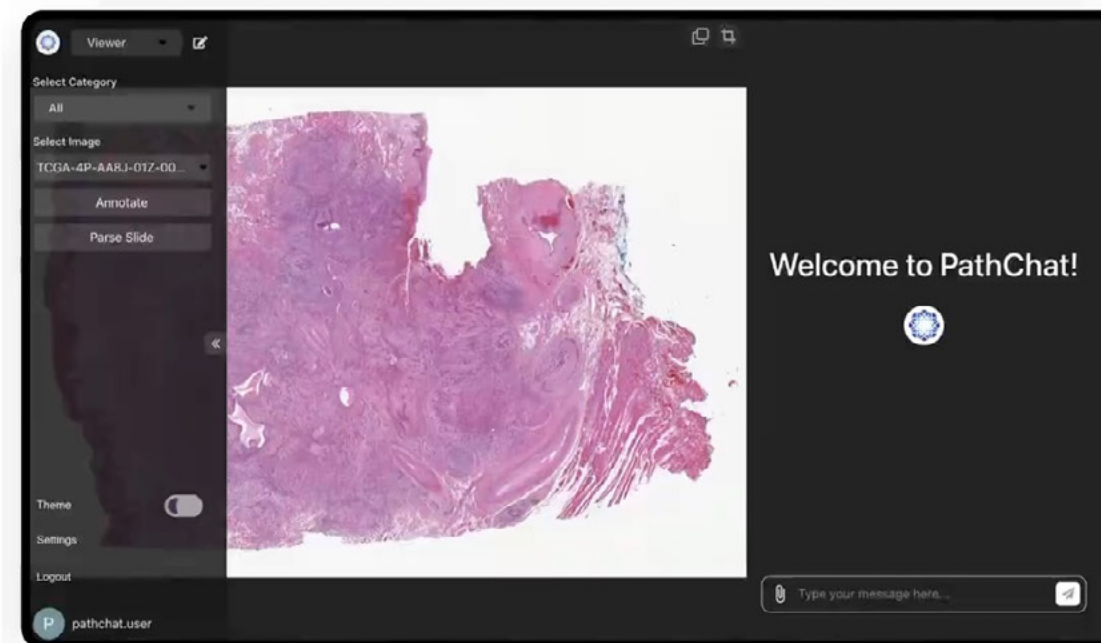 Viewer
Select Category
All
Select Image
TCGA-4P-AA8J-01Z-00...
Annotate
Parse Slide
Welcome to PathChat!
Theme
Settings
Logout
Type your message here...
P
pathchat.user